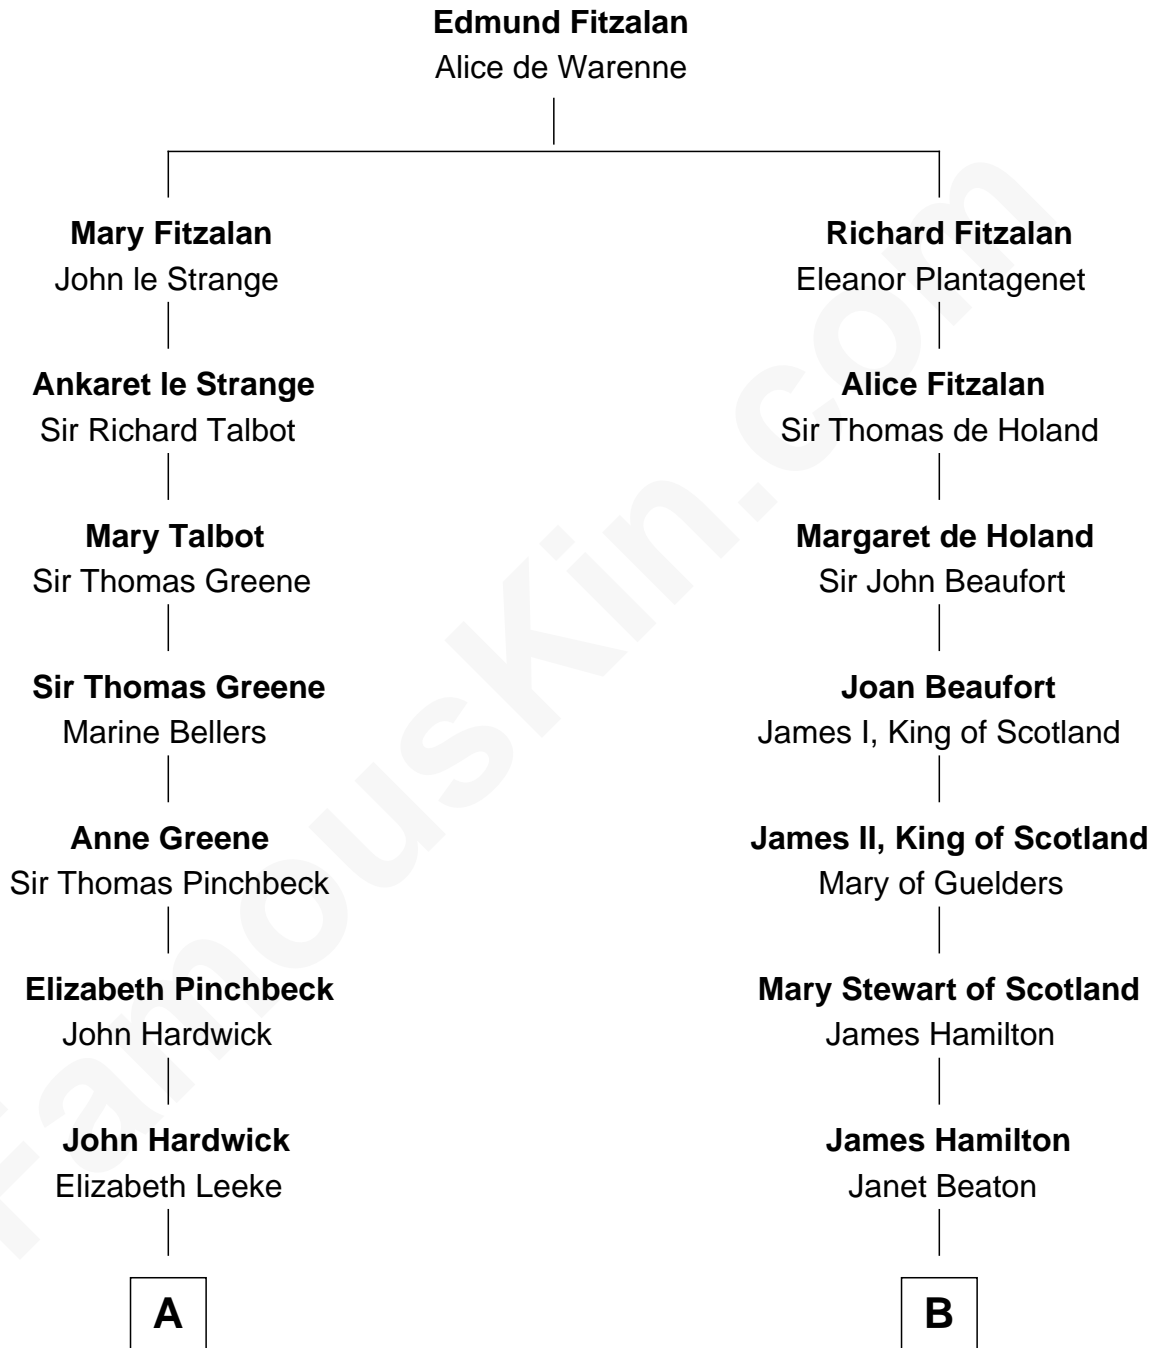 Edmund Fitzalan
Alice de Warenne
Mary Fitzalan
John le Strange
Richard Fitzalan
Eleanor Plantagenet
Ankaret le Strange
Sir Richard Talbot
Alice Fitzalan
Sir Thomas de Holand
Mary Talbot
Sir Thomas Greene
Margaret de Holand
Sir John Beaufort
Sir Thomas Greene
Marine Bellers
Joan Beaufort
James I, King of Scotland
Anne Greene
Sir Thomas Pinchbeck
James II, King of Scotland
Mary of Guelders
Elizabeth Pinchbeck
John Hardwick
Mary Stewart of Scotland
James Hamilton
John Hardwick
Elizabeth Leeke
James Hamilton
Janet Beaton
A
B
FamousKin.com